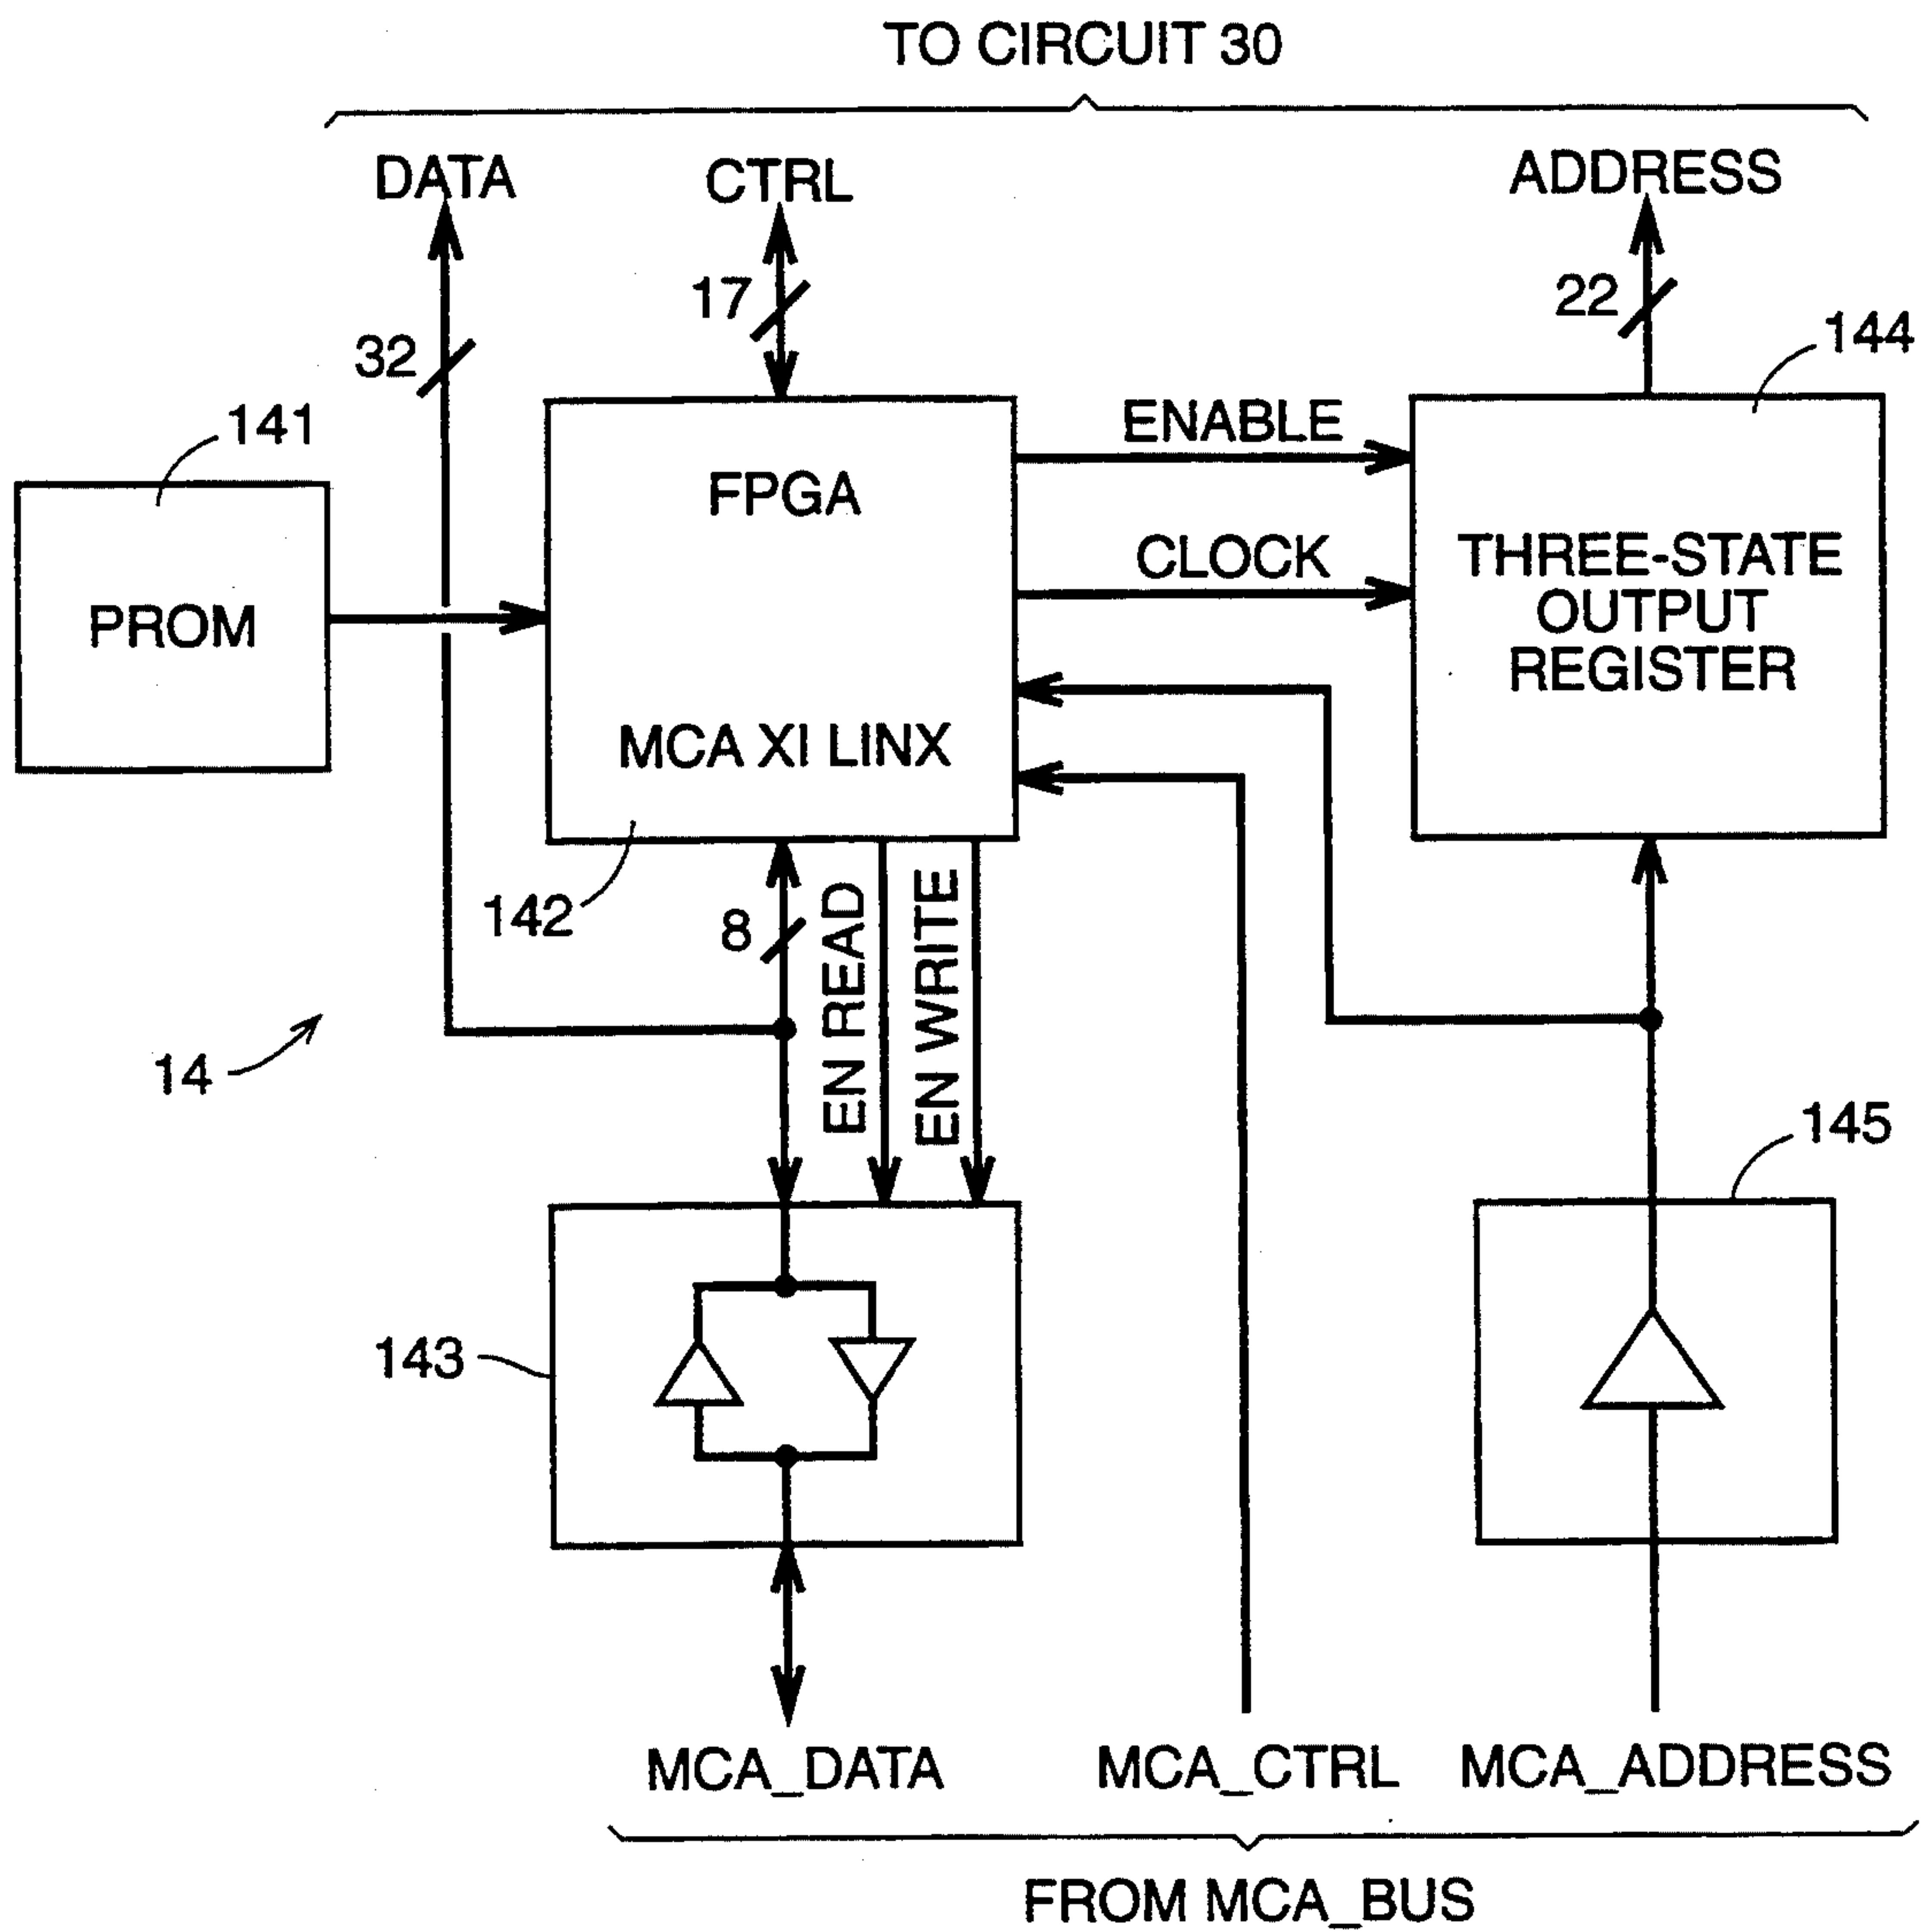 TO CIRCUIT 30
DATA
CTRL
ADDRESS
17
22
32
144
141
ENABLE
FPGA
CLOCK
THREE-STATE
OUTPUT
REGISTER
PROM
MCA XI LINX
142
8
EN READ
EN WRITE
14
145
143
MCA_DATA
MCA_CTRL
MCA_ADDRESS
FROM MCA_BUS